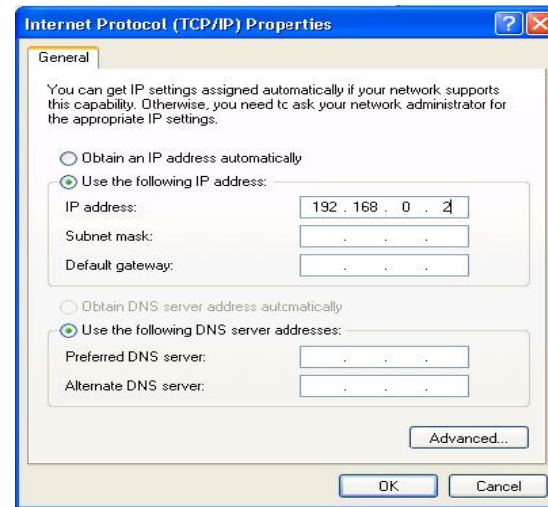 Internet Protocol (TCP/IP) Properties
General
You can get IP settings assigned automatically if your network supports
this capability. Otherwise, you need to ask your network administrator for
the appropriate IP settings.
Obtain an IP address automatically
Use the following IP address:
IP address: 192 . 168 . 0 . 2
Subnet mask: . . .
Default gateway: . . .
Obtain DNS server address automatically
Use the following DNS server addresses:
Preferred DNS server: . . .
Alternate DNS server: . . .
Advanced...
OK Cancel